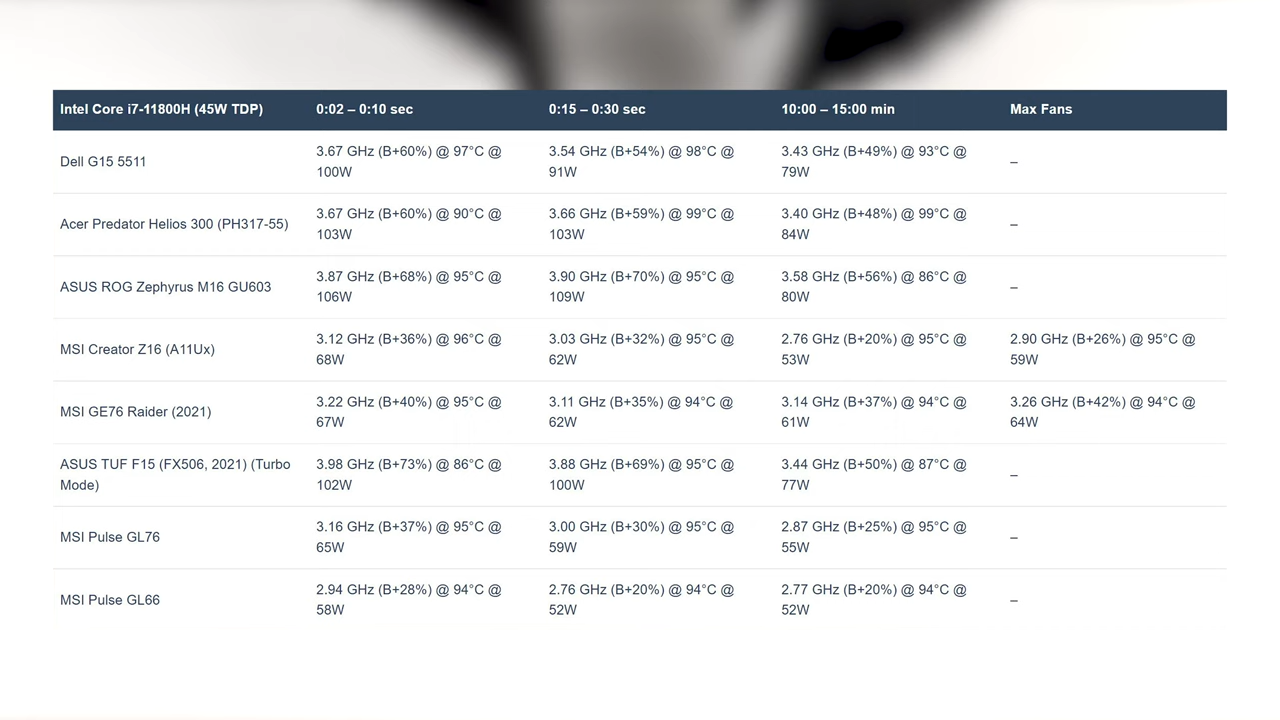 Intel Core i7-11800H (45W TDP) 0:02 – 0:10 sec 0:15 – 0:30 sec 10:00 – 15:00 min Max Fans
Dell G15 5511 3.67 GHz (B+60%) @ 97°C @ 100W 3.54 GHz (B+54%) @ 98°C @ 91W 3.43 GHz (B+49%) @ 93°C @ 79W –
Acer Predator Helios 300 (PH317-55) 3.67 GHz (B+60%) @ 90°C @ 103W 3.66 GHz (B+59%) @ 99°C @ 103W 3.40 GHz (B+48%) @ 99°C @ 84W –
ASUS ROG Zephyrus M16 GU603 3.87 GHz (B+68%) @ 95°C @ 106W 3.90 GHz (B+70%) @ 95°C @ 109W 3.58 GHz (B+56%) @ 86°C @ 80W –
MSI Creator Z16 (A11Ux) 3.12 GHz (B+36%) @ 96°C @ 68W 3.03 GHz (B+32%) @ 95°C @ 62W 2.76 GHz (B+20%) @ 95°C @ 53W 2.90 GHz (B+26%) @ 95°C @ 59W
MSI GE76 Raider (2021) 3.22 GHz (B+40%) @ 95°C @ 67W 3.11 GHz (B+35%) @ 94°C @ 62W 3.14 GHz (B+37%) @ 94°C @ 61W 3.26 GHz (B+42%) @ 94°C @ 64W
ASUS TUF F15 (FX506, 2021) (Turbo Mode) 3.98 GHz (B+73%) @ 86°C @ 102W 3.88 GHz (B+69%) @ 95°C @ 100W 3.44 GHz (B+50%) @ 87°C @ 77W –
MSI Pulse GL76 3.16 GHz (B+37%) @ 95°C @ 65W 3.00 GHz (B+30%) @ 95°C @ 59W 2.87 GHz (B+25%) @ 95°C @ 55W –
MSI Pulse GL66 2.94 GHz (B+28%) @ 94°C @ 58W 2.76 GHz (B+20%) @ 94°C @ 52W 2.77 GHz (B+20%) @ 94°C @ 52W –